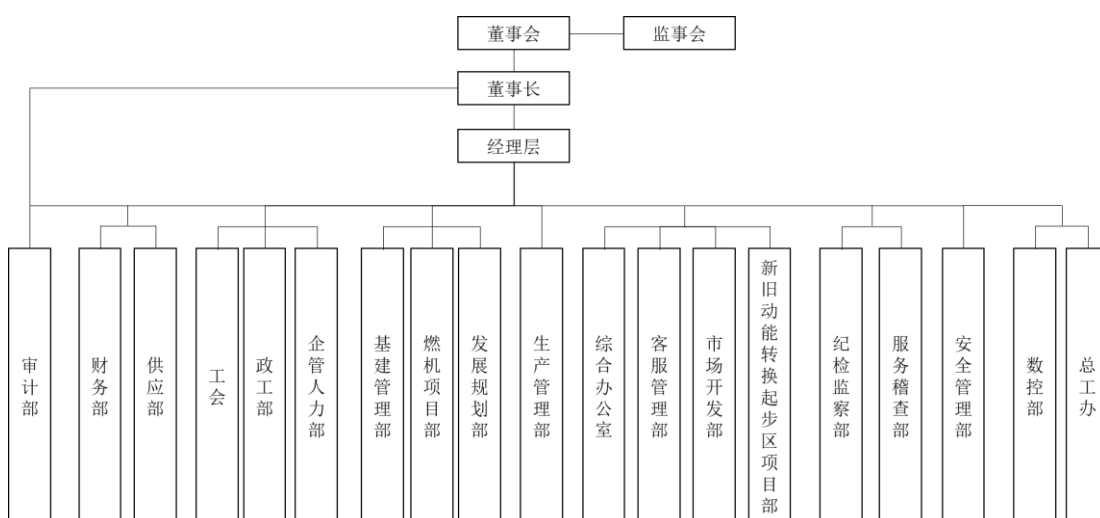 董事会
监事会
董事长
经理层
审计部
财务部
供应部
工会
政工部
企管人力部
基建管理部
燃机项目部
发展规划部
生产管理部
综合办公室
客服管理部
市场开发部
新旧动能转换起步区项目部
纪检监察部
服务稽查部
安全管理部
数控部
总工办